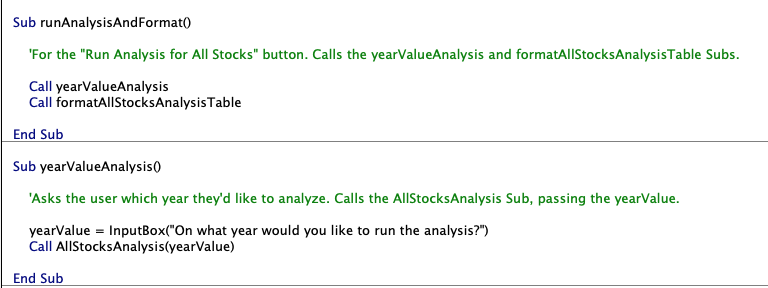 Sub runAnalysisAndFormat()
'For the "Run Analysis for All Stocks" button. Calls the yearValueAnalysis and formatAllStocksAnalysisTable Subs.
Call yearValueAnalysis
Call formatAllStocksAnalysisTable
End Sub
Sub yearValueAnalysis()
'Asks the user which year they'd like to analyze. Calls the AllStocksAnalysis Sub, passing the yearValue.
yearValue = InputBox("On what year would you like to run the analysis?")
Call AllStocksAnalysis(yearValue)
End Sub